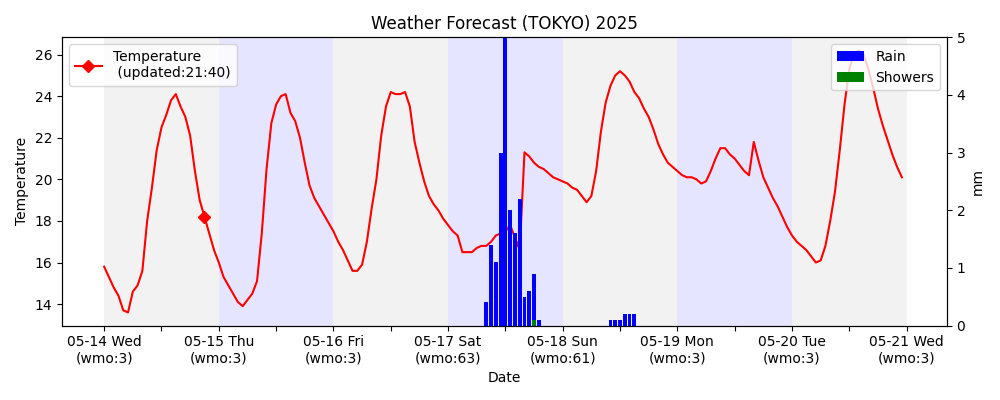 Weather Forecast (TOKYO) 2025
Temperature
(updated:21:40)
Rain
Showers
Temperature
26
24
22
20
18
16
14
5
4
3
2
1
0
mm
05-14 Wed
(wmo:3)
05-15 Thu
(wmo:3)
05-16 Fri
(wmo:3)
05-17 Sat
(wmo:63)
05-18 Sun
(wmo:61)
05-19 Mon
(wmo:3)
05-20 Tue
(wmo:3)
05-21 Wed
(wmo:3)
Date